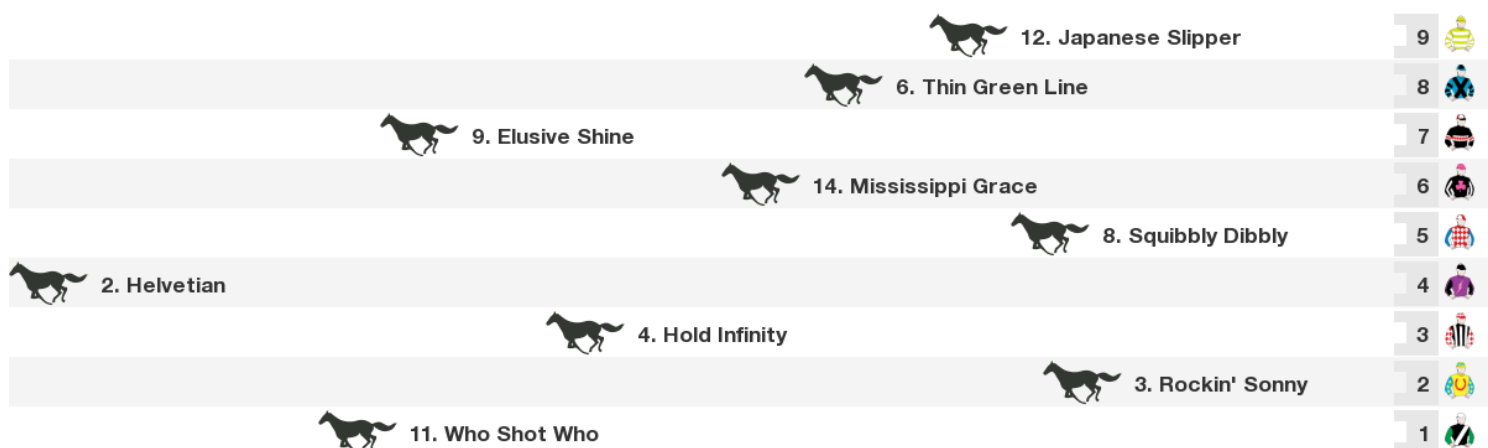 12. Japanese Slipper 9
6. Thin Green Line 8
9. Elusive Shine 7
14. Mississippi Grace 6
8. Squibbly Dibbly 5
2. Helvetian 4
4. Hold Infinity 3
3. Rockin' Sonny 2
11. Who Shot Who 1